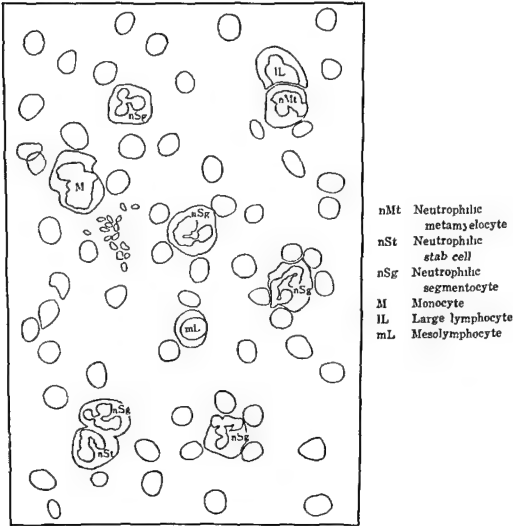 lL
nMt
nSg
M
nSg
nSg
mL
nSg
nSt
nSg
nMt Neutrophilic
metamyelocyte
nSt Neutrophilic
stab cell
nSg Neutrophilic
segmentocyte
M Monocyte
lL Large lymphocyte
mL Mesolymphocyte